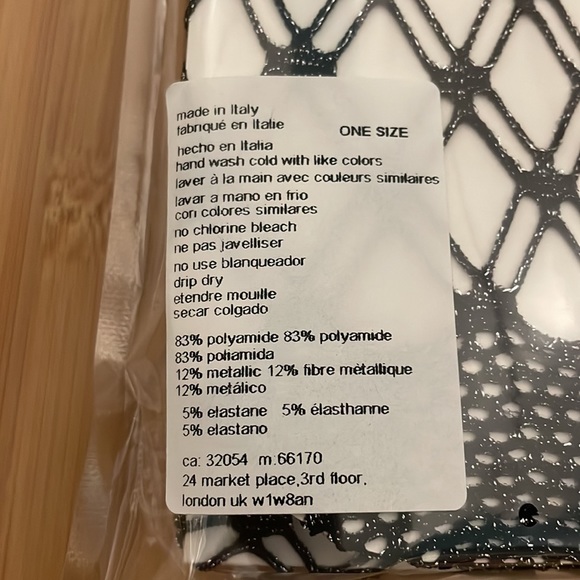 made in Italy
fabriqué en Italie
ONE SIZE
hecho en Italia
hand wash cold with like colors
laver à la main avec couleurs similaires
lavar a mano en frio
con colores similares
no chlorine bleach
ne pas javelliser
no use blanqueador
drip dry
etendre mouille
secar colgado
83% polyamide 83% polyamide
83% poliamida
12% metallic 12% fibre mètallique
12% metálico
5% elastane 5% élasthanne
5% elastano
ca: 32054 m:66170
24 market place,3rd floor,
london uk w1w8an